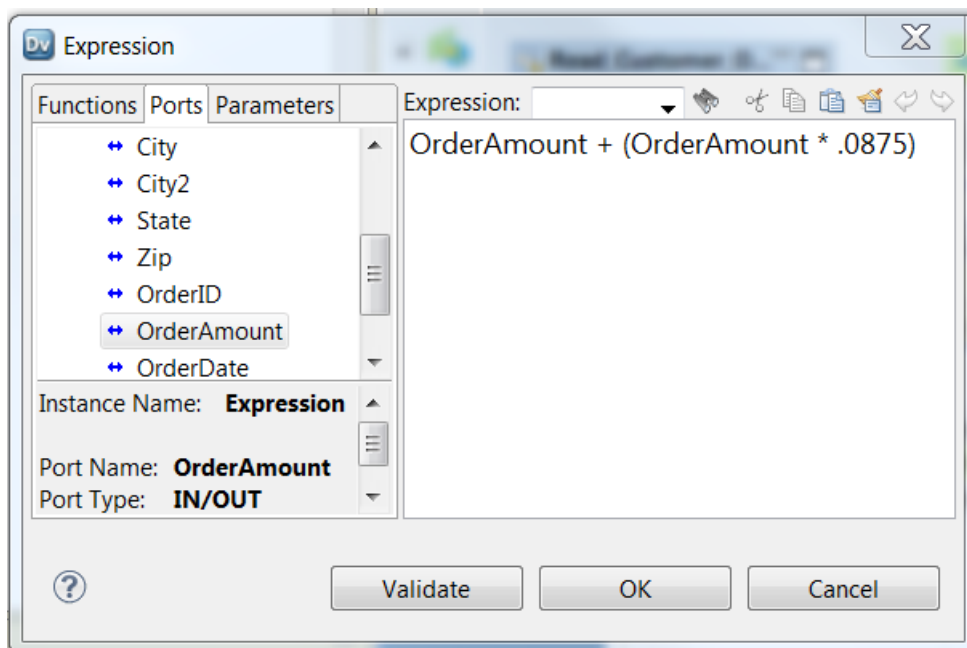 Dv Expression
Functions Ports Parameters
Expression:
City
City2
State
Zip
OrderID
OrderAmount
OrderDate
OrderAmount + (OrderAmount * .0875)
Instance Name: Expression
Port Name: OrderAmount
Port Type: IN/OUT
? Validate OK Cancel